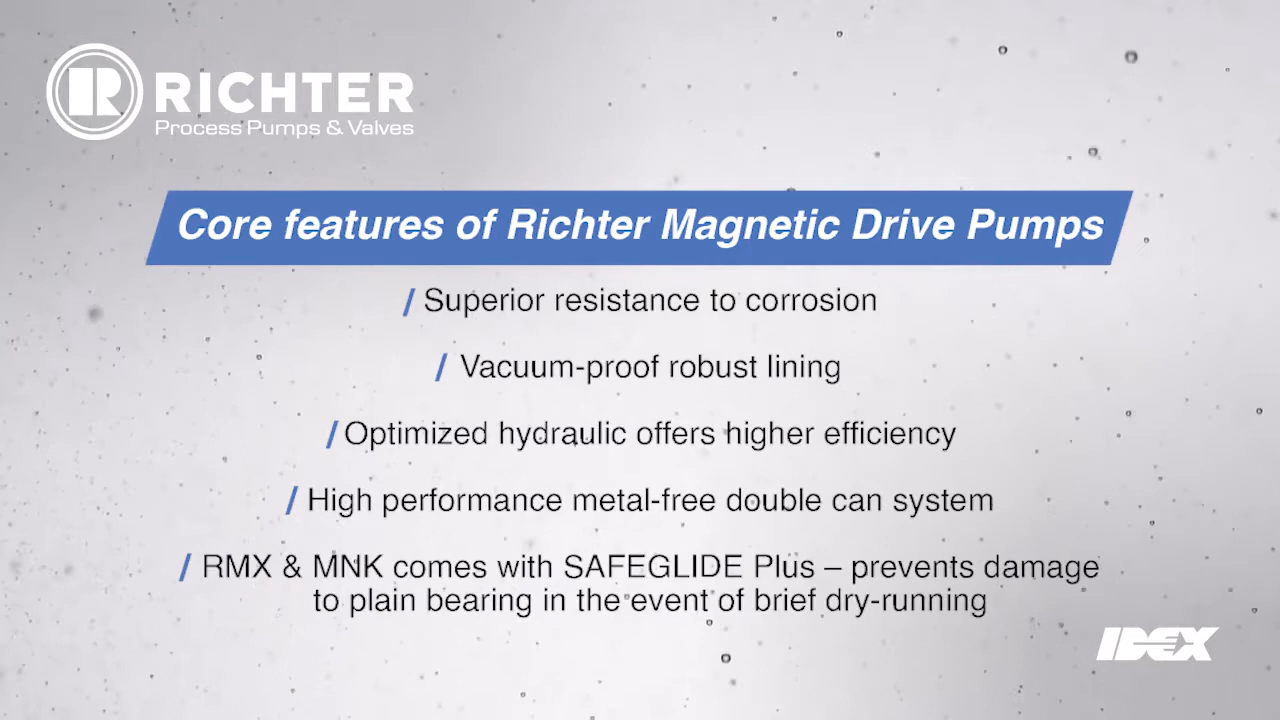 RICHTER
Process Pumps & Valves
Core features of Richter Magnetic Drive Pumps
/ Superior resistance to corrosion
/ Vacuum-proof robust lining
/ Optimized hydraulic offers higher efficiency
/ High performance metal-free double can system
/ RMX & MNK comes with SAFEGLIDE Plus – prevents damage
to plain bearing in the event of brief dry-running
IDEX